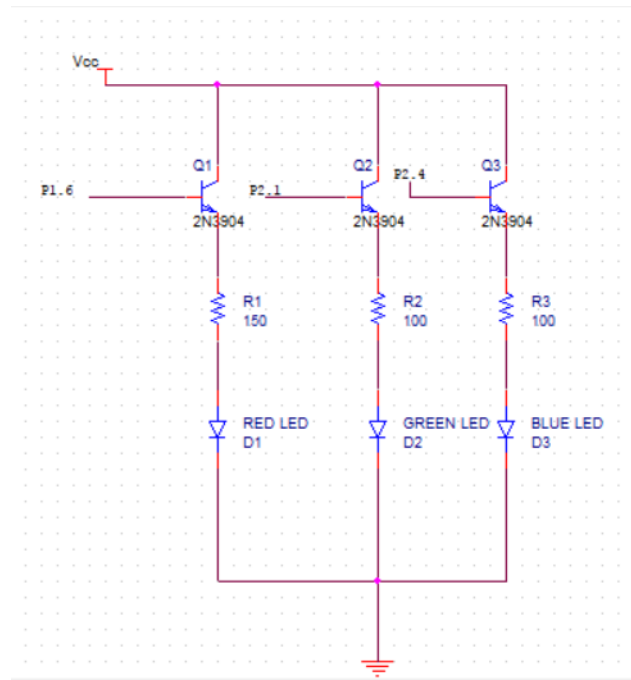 Vcc
Q1
Q2
Q3
P1.6
P2.1
P2.4
2N3904
2N3904
2N3904
R1
150
R2
100
R3
100
RED LED
D1
GREEN LED
D2
BLUE LED
D3